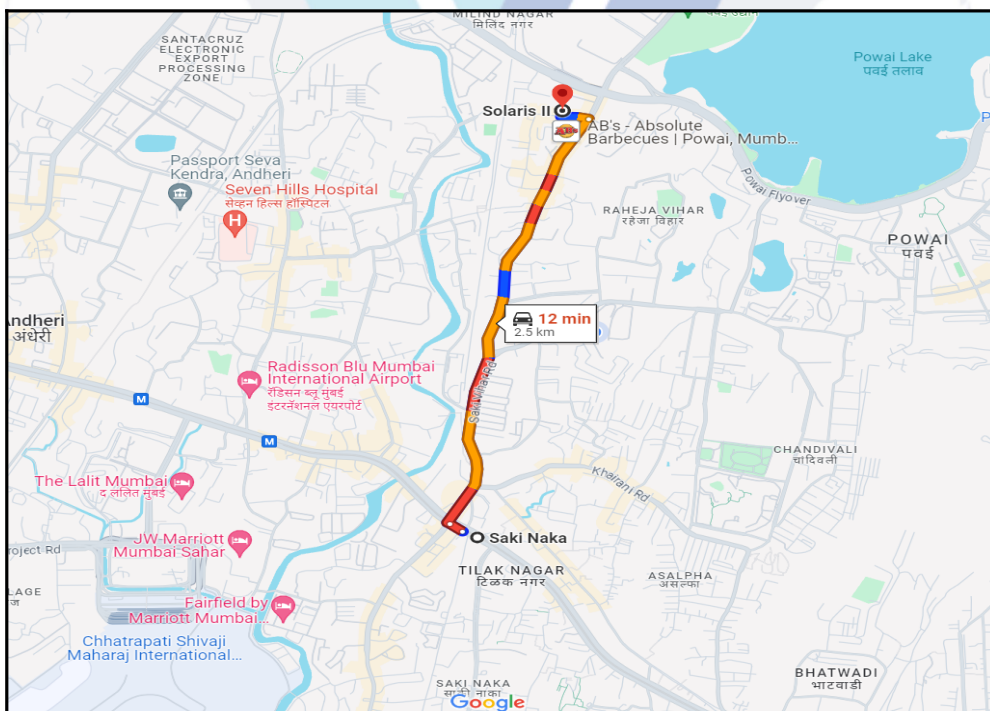 MILIND NAGAR
मिलिंद नगर
SANTACRUZ
ELECTRONIC
EXPORT
PROCESSING
ZONE
Powai Lake
पवई तलाव
Solaris II
AB's - Absolute
Barbecues | Powai, Mumb...
Passport Seva
Kendra, Andheri
Seven Hills Hospital
सेव्हन हिल्स हॉस्पिटल
H
Powai Flyover
RAHEJA VIHAR
रहेजा विहार
POWAI
पवई
Andheri
अंधेरी
12 min
2.5 km
Radisson Blu Mumbai
International Airport
रॅडिसन ब्लू मुंबई
इंटरनॅशनल एयरपोर्ट
M
M
Saki Vihar Rd
The Lalit Mumbai
द ललित मुंबई
Khairani Rd
CHANDIVALI
चांदिवली
JW Marriott
Mumbai Sahar
roject Rd
Saki Naka
TILAK NAGAR
टिळक नगर
ASALPHA
असल्फा
LAGE
ज
Fairfield by
Marriott Mumbai...
Chhatrapati Shivaji
Maharaj International...
BHATWADI
भाटवाडी
SAKI NAKA
साकी नाका
Google